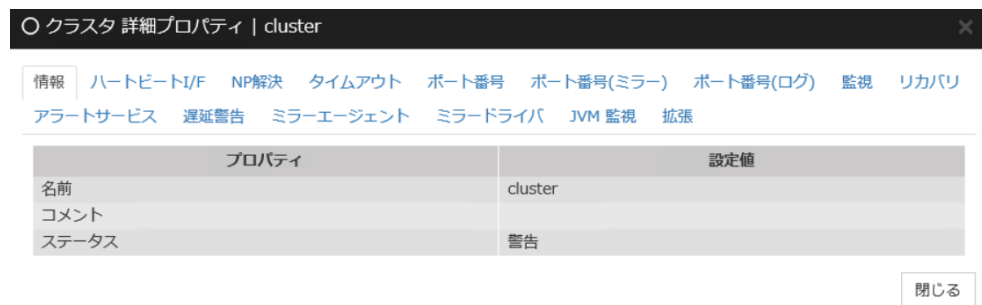 クラスタ 詳細プロパティ | cluster ×
情報 ハートビートI/F NP解決 タイムアウト ポート番号 ポート番号(ミラー) ポート番号(ログ) 監視 リカバリ
アラートサービス 遅延警告 ミラーエージェント ミラードライバ JVM 監視 拡張
プロパティ 設定値
名前 cluster
コメント
ステータス 警告
閉じる